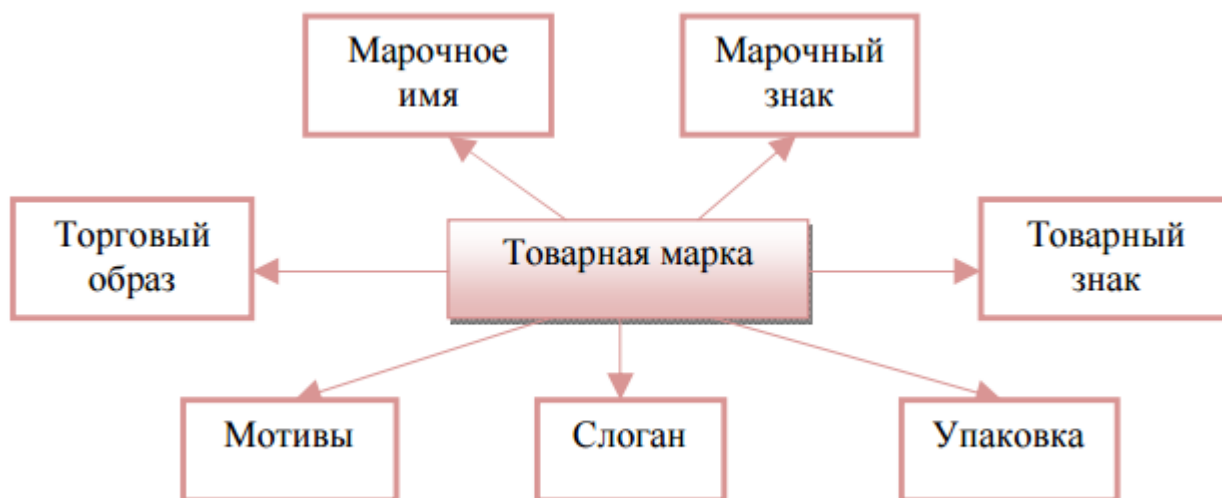 Марочное
имя
Марочный
знак
Торговый
образ
Товарная марка
Товарный
знак
Мотивы
Слоган
Упаковка